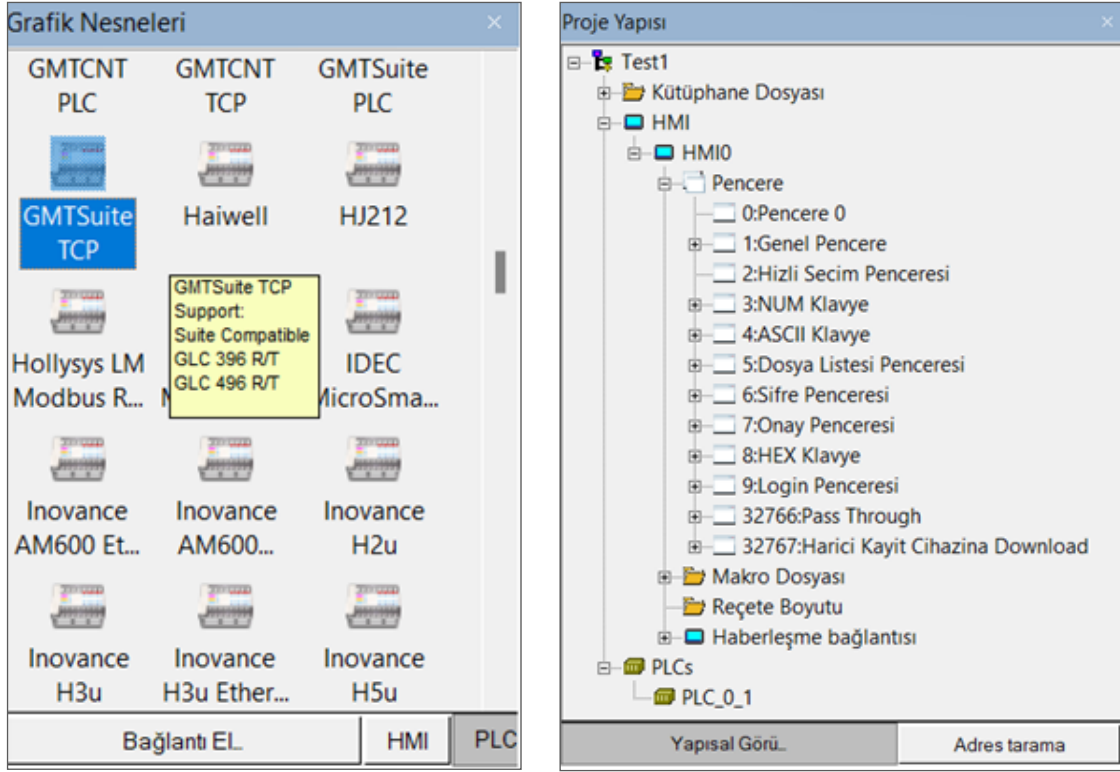 Grafik Nesneleri
GMTCNT
PLC
GMTCNT
TCP
GMTSuite
PLC
GMTSuite
TCP
Haiwell
HJ212
GMTSuite TCP
Support:
Suite Compatible
GLC 396 R/T
GLC 496 R/T
Hollysys LM
Modbus R...
IDEC
MicroSma...
Inovance
AM600 Et...
Inovance
AM600...
Inovance
H2u
Inovance
H3u
Inovance
H3u Ether...
Inovance
H5u
Bağlantı El..
HMI
PLC
Proje Yapısı
Test1
Kütüphane Dosyası
HMI
HMI0
Pencere
0:Pencere 0
1:Genel Pencere
2:Hizli Secim Penceresi
3:NUM Klavye
4:ASCII Klavye
5:Dosya Listesi Penceresi
6:Sifre Penceresi
7:Onay Penceresi
8:HEX Klavye
9:Login Penceresi
32766:Pass Through
32767:Harici Kayit Cihazina Download
Makro Dosyası
Reçete Boyutu
Haberleşme bağlantısı
PLCs
PLC_0_1
Yapısal Görü..
Adres tarama